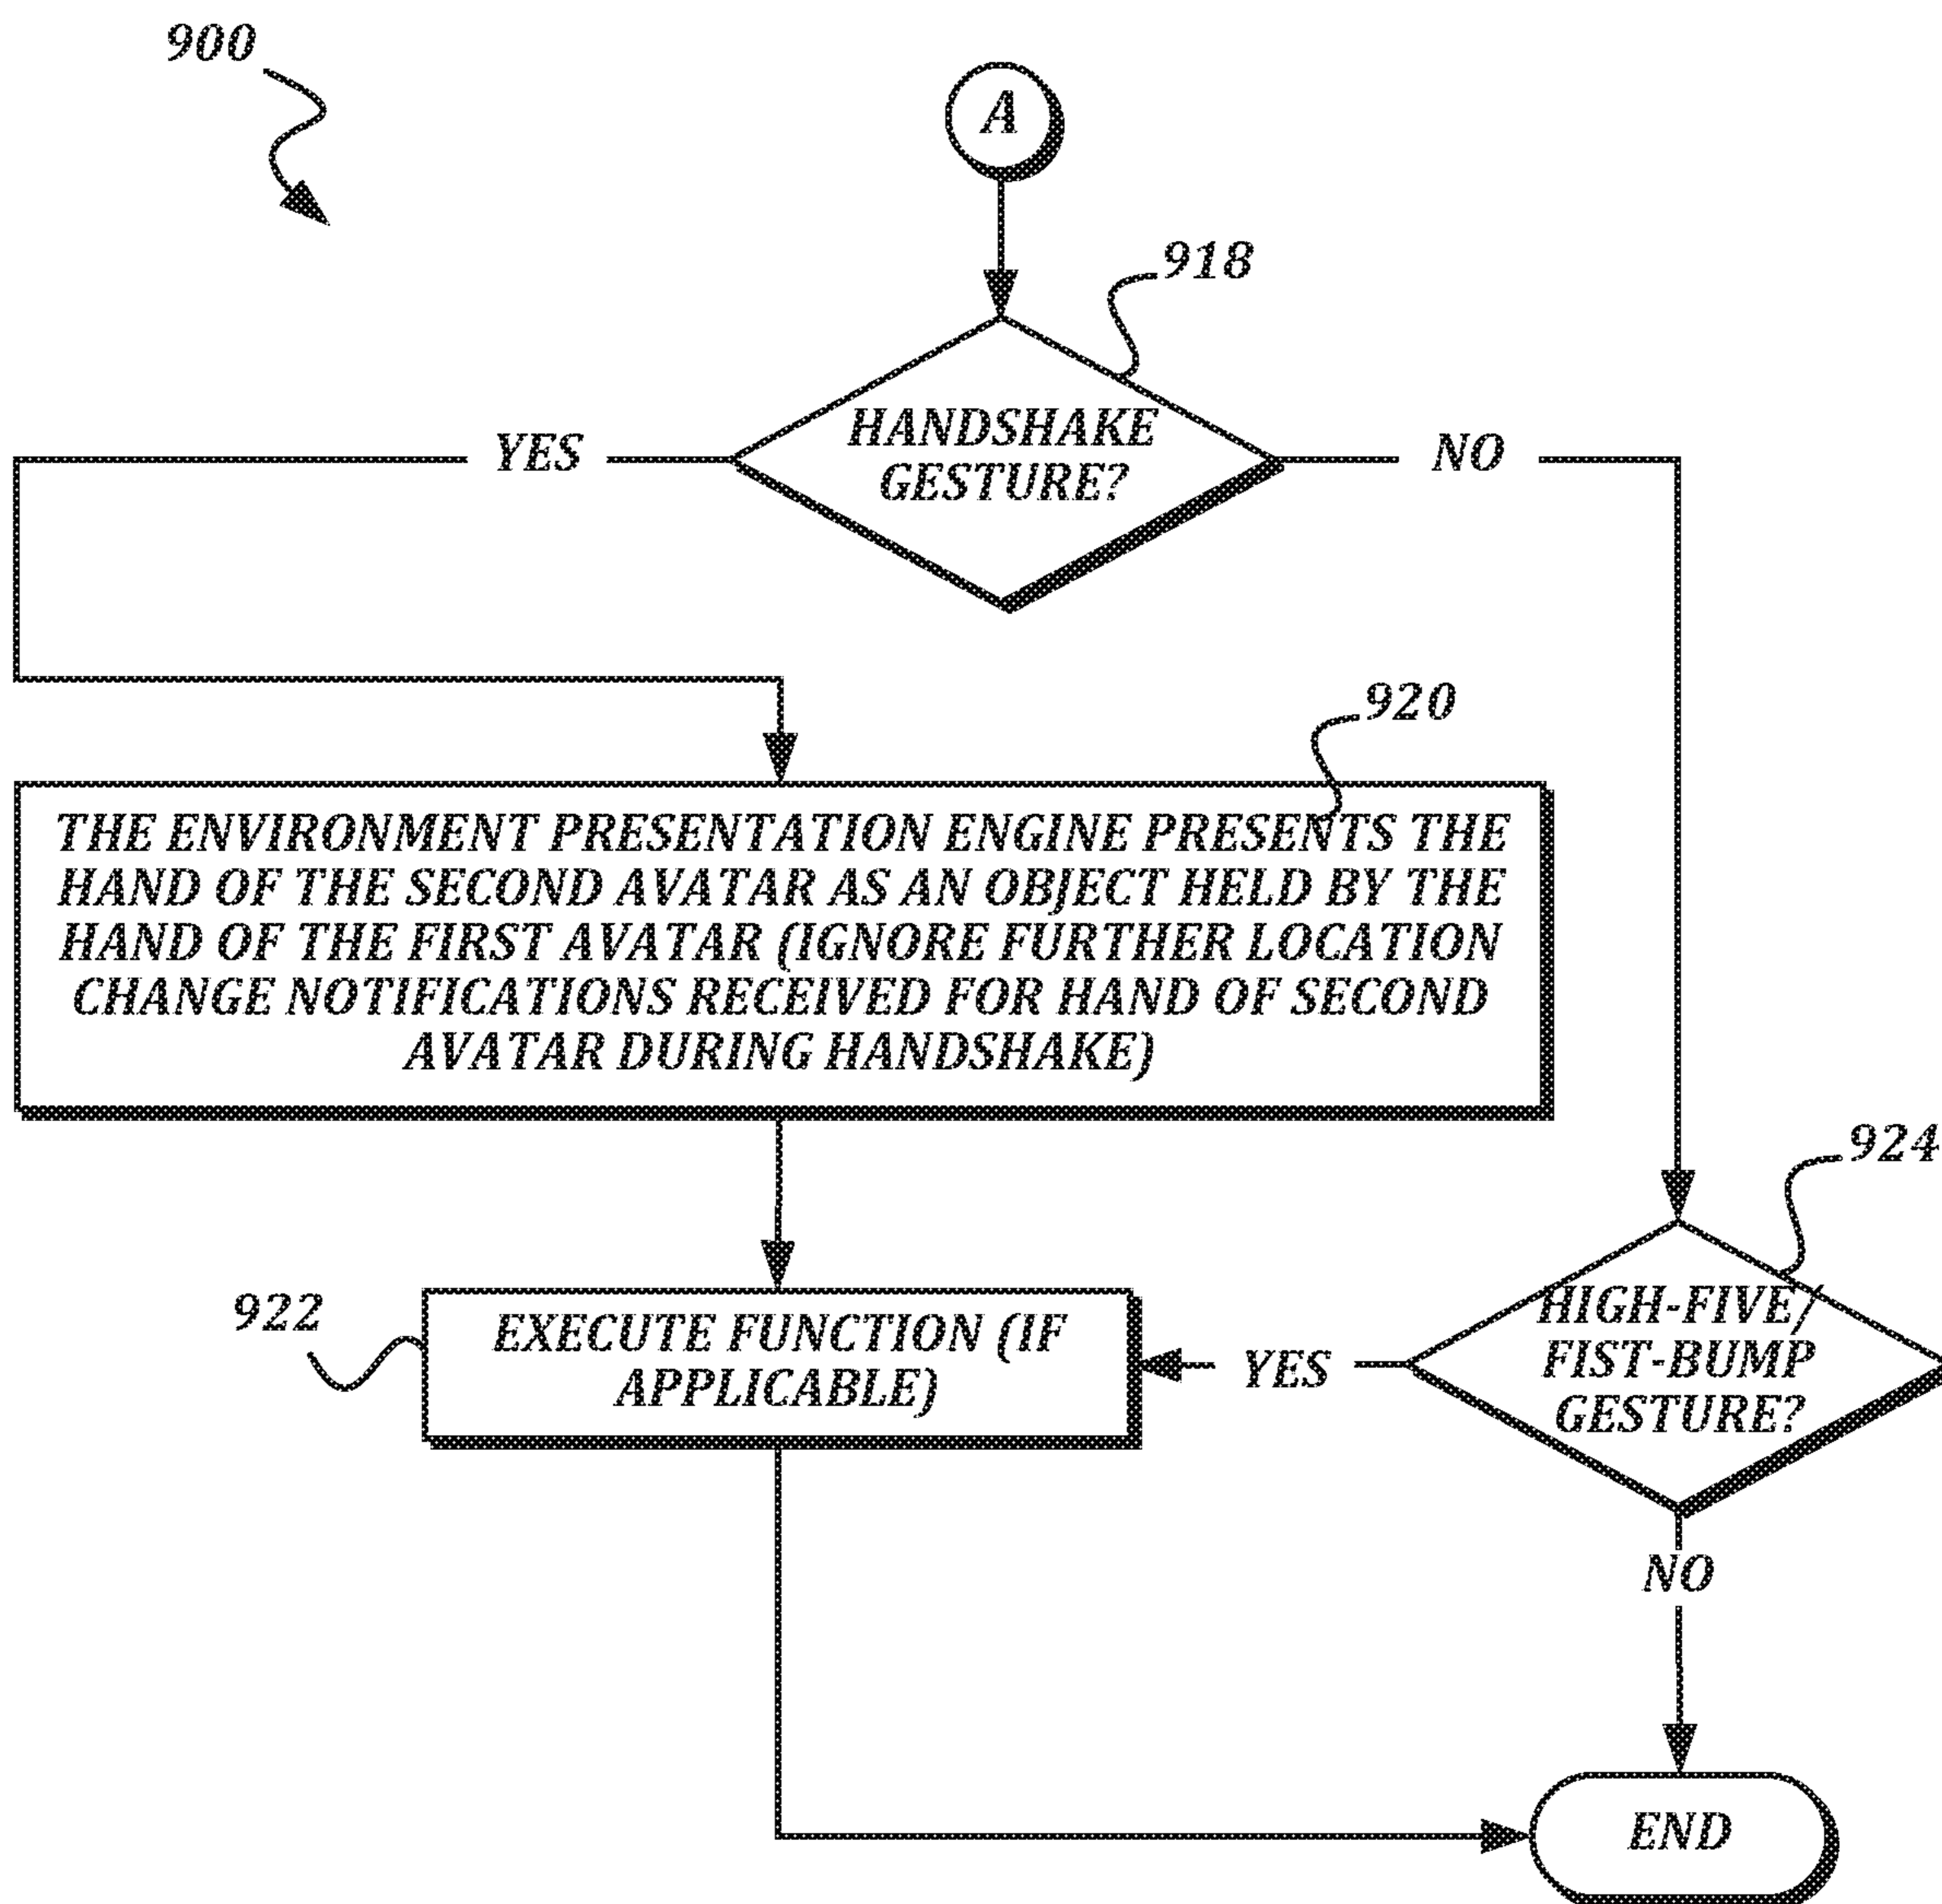 900
A
918
HANDSHAKE
GESTURE?
YES
NO
920
THE ENVIRONMENT PRESENTATION ENGINE PRESENTS THE
HAND OF THE SECOND AVATAR AS AN OBJECT HELD BY THE
HAND OF THE FIRST AVATAR (IGNORE FURTHER LOCATION
CHANGE NOTIFICATIONS RECEIVED FOR HAND OF SECOND
AVATAR DURING HANDSHAKE)
924
922
EXECUTE FUNCTION (IF
APPLICABLE)
YES
HIGH-FIVE/
FIST-BUMP
GESTURE?
NO
END